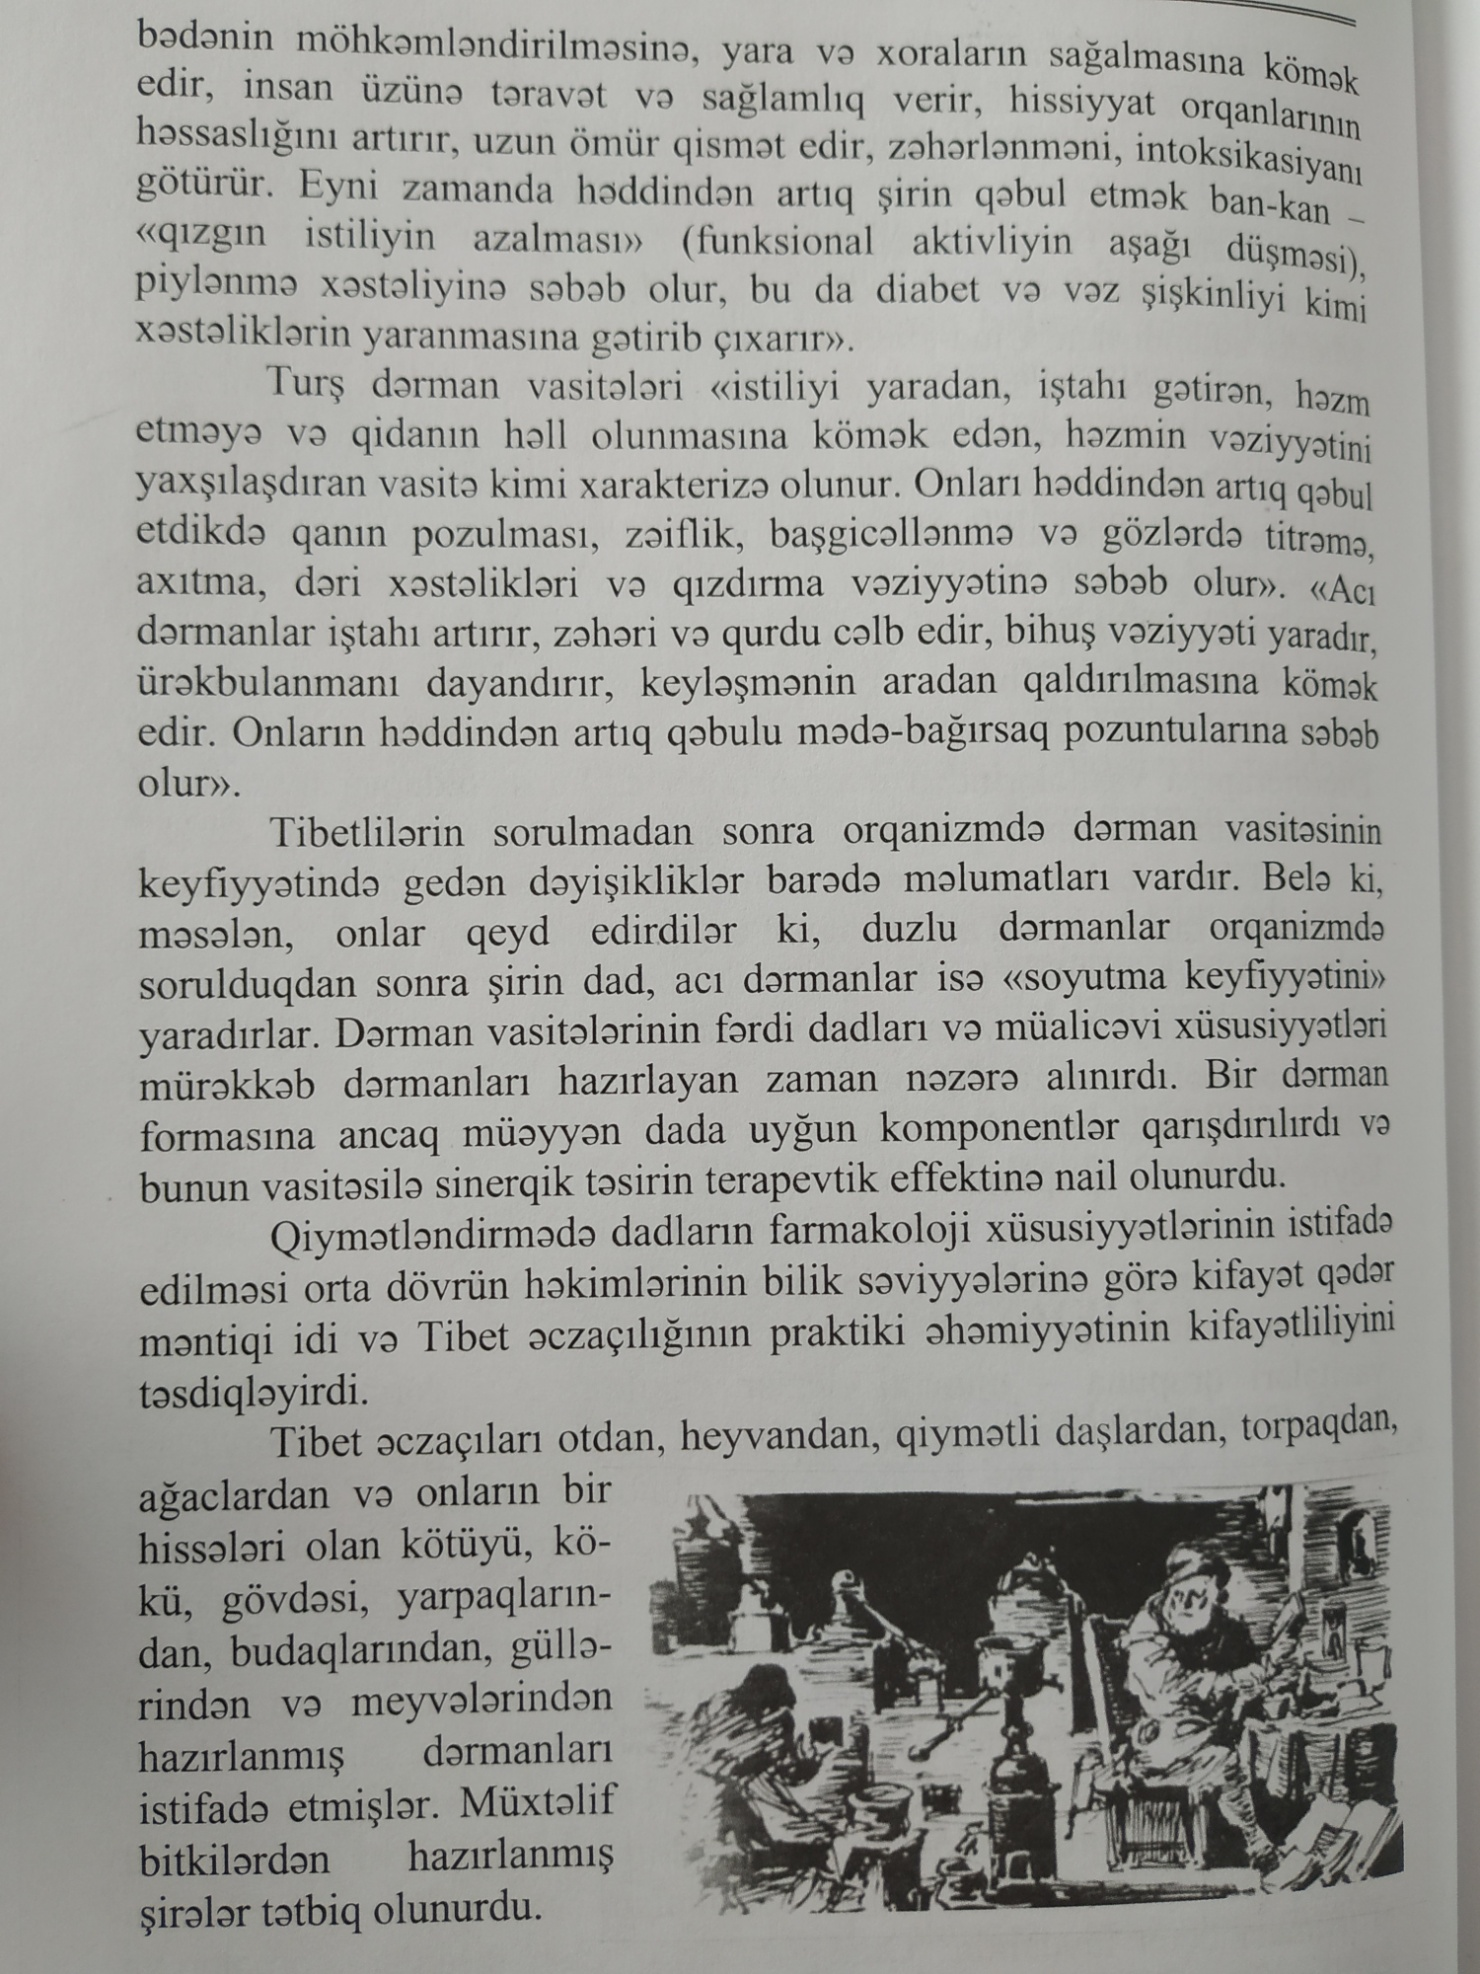 bədənin möhkəmləndirilməsinə, yara və xoraların sağalmasına kömək
edir, insan üzünə təravət və sağlamlıq verir, hissiyyat orqanlarının
həssaslığını artırır, uzun ömür qismət edir, zəhərlənməni, intoksikasiyanı
götürür. Eyni zamanda həddindən artıq şirin qəbul etmək ban-kan –
«qızgın istiliyin azalması» (funksional aktivliyin aşağı düşməsi),
piylənmə xəstəliyinə səbəb olur, bu da diabet və vəz şişkinliyi kimi
xəstəliklərin yaranmasına gətirib çıxarır».
Turş dərman vasitələri «istiliyi yaradan, iştahı gətirən, həzm
etməyə və qidanın həll olunmasına kömək edən, həzmin vəziyyətini
yaxşılaşdıran vasitə kimi xarakterizə olunur. Onları həddindən artıq qəbul
etdikdə qanın pozulması, zəiflik, başgicəllənmə və gözlərdə titrəmə,
axıtma, dəri xəstəlikləri və qızdırma vəziyyətinə səbəb olur». «Acı
dərmanlar iştahı artırır, zəhəri və qurdu cəlb edir, bihuş vəziyyəti yaradır,
ürəkbulanmanı dayandırır, keyləşmənin aradan qaldırılmasına kömək
edir. Onların həddindən artıq qəbulu mədə-bağırsaq pozuntularına səbəb
olur».
Tibetlilərin sorulmadan sonra orqanizmdə dərman vasitəsinin
keyfiyyətində gedən dəyişikliklər barədə məlumatları vardır. Belə ki,
məsələn, onlar qeyd edirdilər ki, duzlu dərmanlar orqanizmdə
sorulduqdan sonra şirin dad, acı dərmanlar isə «soyutma keyfiyyətini»
yaradırlar. Dərman vasitələrinin fərdi dadları və müalicəvi xüsusiyyətləri
mürəkkəb dərmanları hazırlayan zaman nəzərə alınırdı. Bir dərman
formasına ancaq müəyyən dada uyğun komponentlər qarışdırılırdı və
bunun vasitəsilə sinerqik təsirin terapevtik effektinə nail olunurdu.
Qiymətləndirmədə dadların farmakoloji xüsusiyyətlərinin istifadə
edilməsi orta dövrün həkimlərinin bilik səviyyələrinə görə kifayət qədər
məntiqi idi və Tibet əczaçılığının praktiki əhəmiyyətinin kifayətliliyini
təsdiqləyirdi.
Tibet əczaçıları otdan, heyvandan, qiymətli daşlardan, torpaqdan,
ağaclardan və onların bir
hissələri olan kötüyü, kö-
kü, gövdəsi, yarpaqların-
dan, budaqlarından, güllə-
rindən və meyvələrindən
hazırlanmış dərmanları
istifadə etmişlər. Müxtəlif
bitkilərdən hazırlanmış
şirələr tətbiq olunurdu.